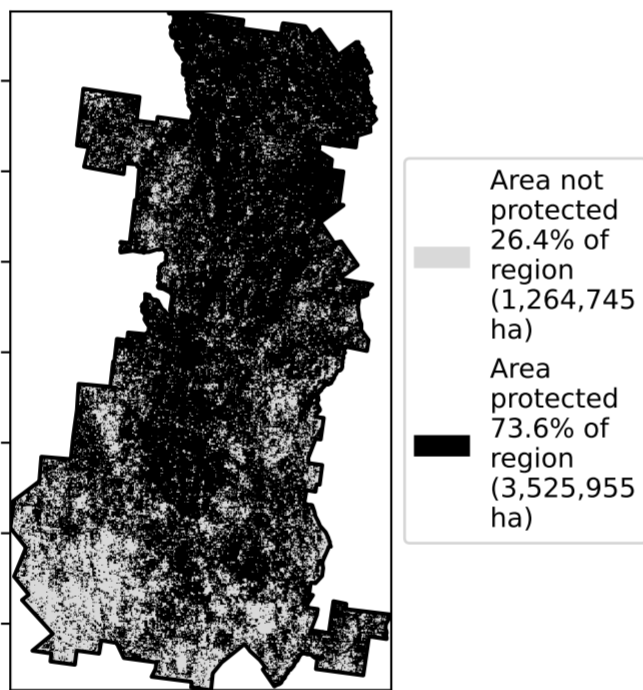 Area not
protected
26.4% of
region
(1,264,745
ha)
Area
protected
73.6% of
region
(3,525,955
ha)